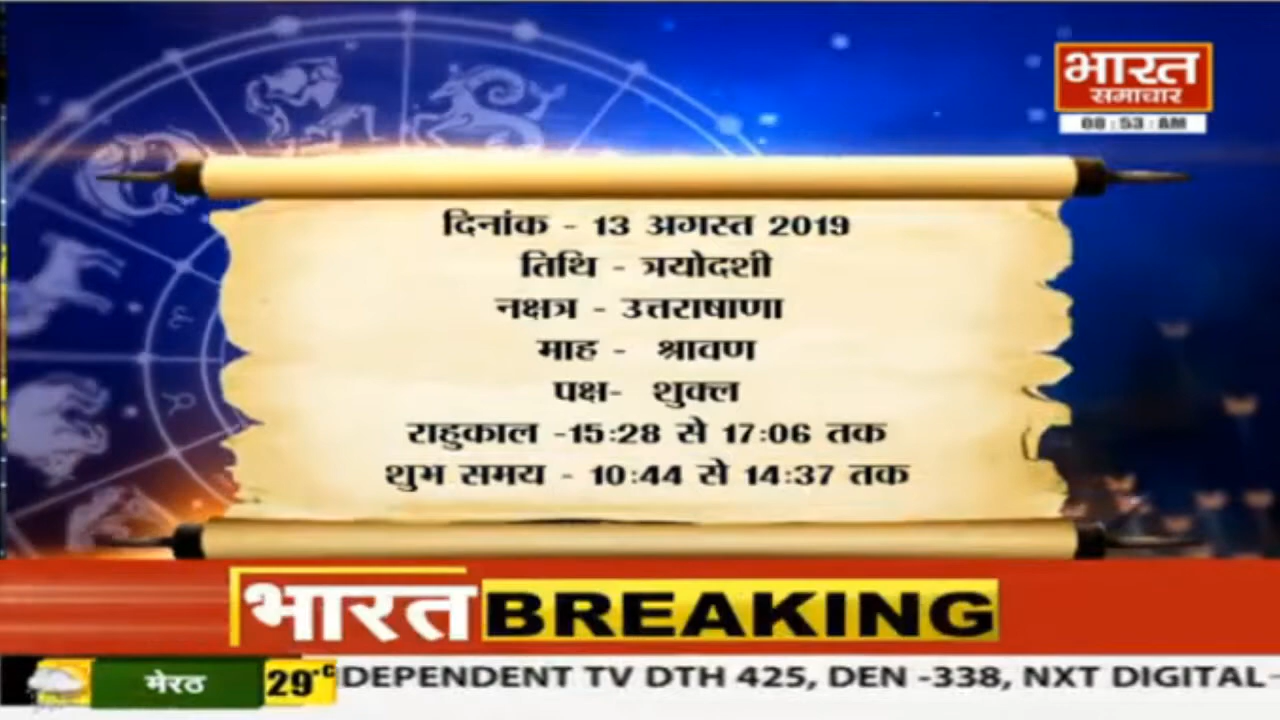 भारत
समाचार
08:53:AM
दिनांक - 13 अगस्त 2019
तिथि - त्रयोदशी
नक्षत्र - उत्तराषाणा
माह - श्रावण
पक्ष- शुक्ल
राहुकाल -15:28 से 17:06 तक
शुभ समय - 10:44 से 14:37 तक
भारत BREAKING
मेरठ 29°C DEPENDENT TV DTH 425, DEN -338, NXT DIGITAL-